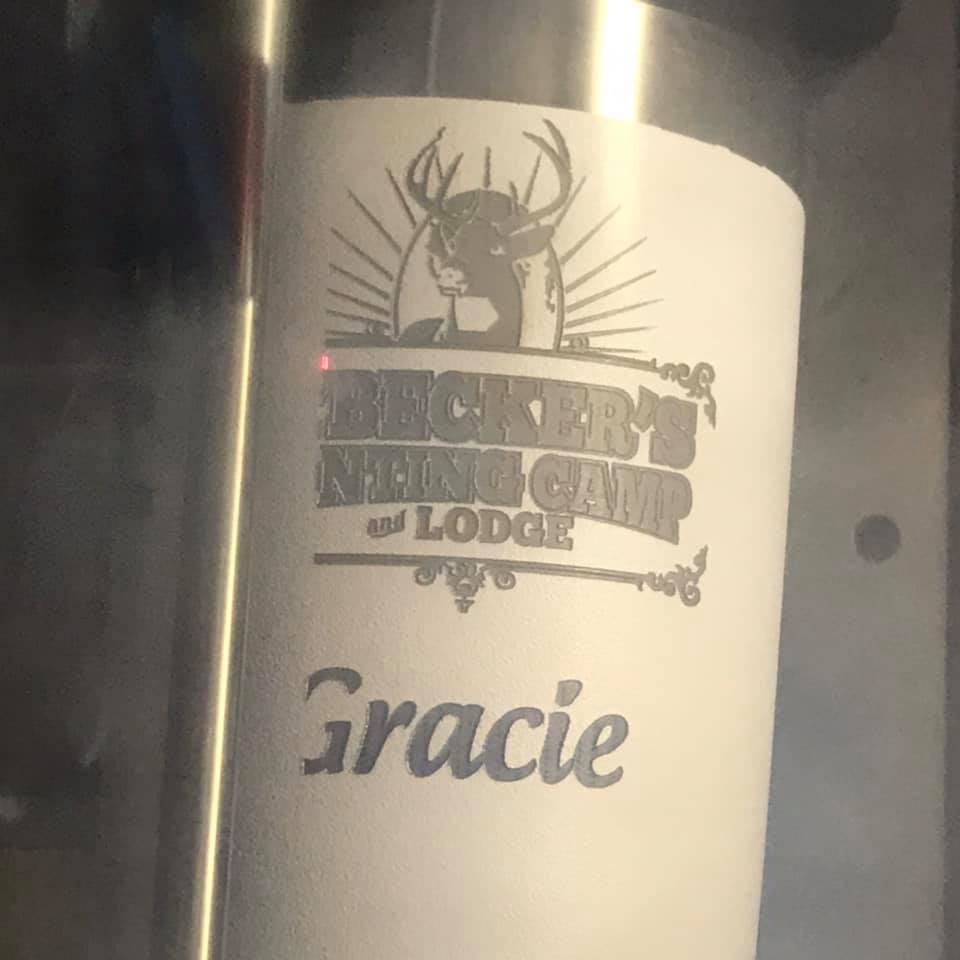 BECKER'S
NTING CAMP
and LODGE
Gracie